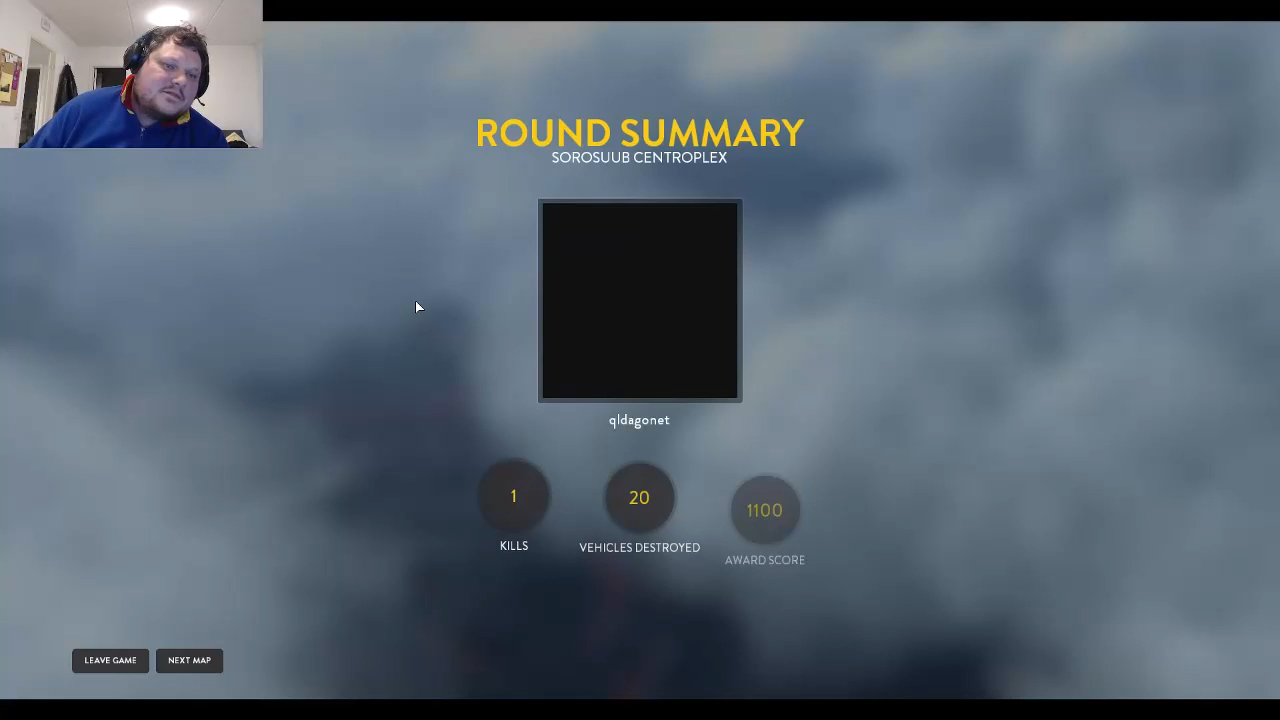 ROUND SUMMARY
SOROSUUB CENTROPLEX
qldagonet
1
20
1100
KILLS
VEHICLES DESTROYED
AWARD SCORE
LEAVE GAME
NEXT MAP